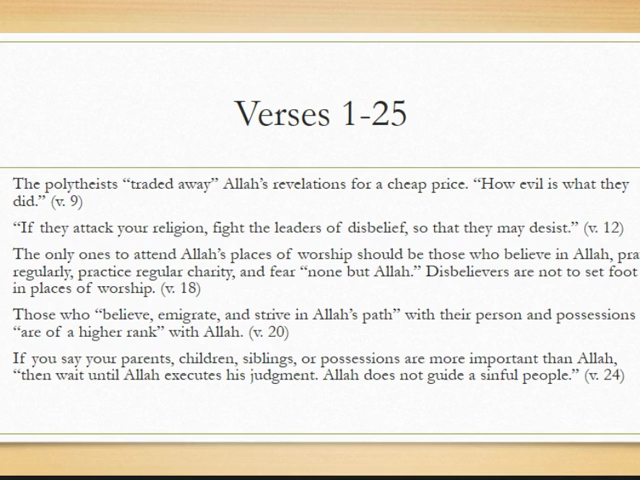 Verses 1-25
The polytheists “traded away” Allah’s revelations for a cheap price. “How evil is what they
did.” (v. 9)
“If they attack your religion, fight the leaders of disbelief, so that they may desist.” (v. 12)
The only ones to attend Allah’s places of worship should be those who believe in Allah, pra
regularly, practice regular charity, and fear “none but Allah.” Disbelievers are not to set foot
in places of worship. (v. 18)
Those who “believe, emigrate, and strive in Allah’s path” with their person and possessions
“are of a higher rank” with Allah. (v. 20)
If you say your parents, children, siblings, or possessions are more important than Allah,
“then wait until Allah executes his judgment. Allah does not guide a sinful people.” (v. 24)